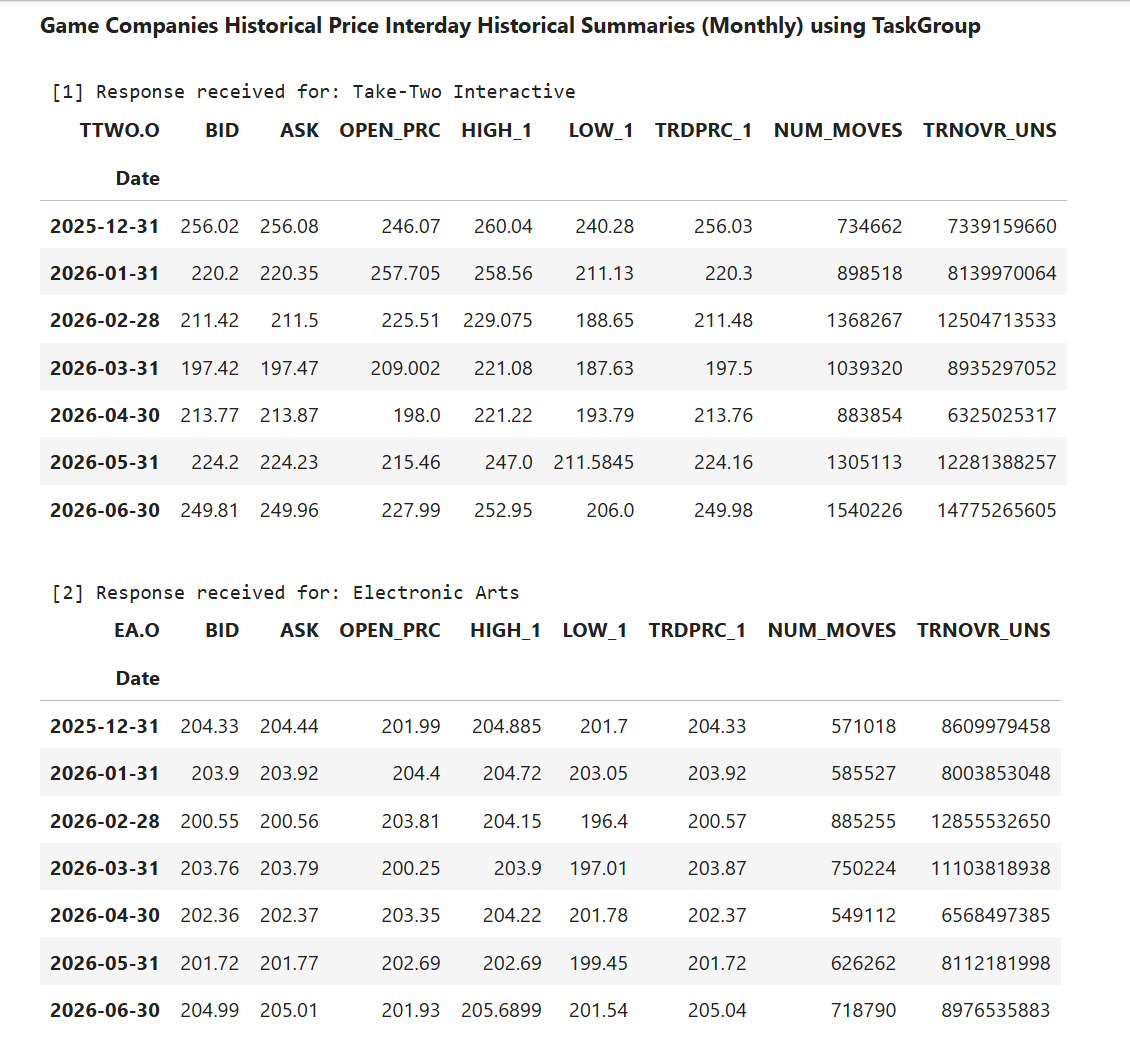 Game Companies Historical Price Interday Historical Summaries (Monthly) using TaskGroup
[1] Response received for: Take-Two Interactive
TTWO.O BID ASK OPEN_PRC HIGH_1 LOW_1 TRDPRC_1 NUM_MOVES TRNOVR_UNS
Date
2025-12-31 256.02 256.08 246.07 260.04 240.28 256.03 734662 7339159660
2026-01-31 220.2 220.35 257.705 258.56 211.13 220.3 898518 8139970064
2026-02-28 211.42 211.5 225.51 229.075 188.65 211.48 1368267 12504713533
2026-03-31 197.42 197.47 209.002 221.08 187.63 197.5 1039320 8935297052
2026-04-30 213.77 213.87 198.0 221.22 193.79 213.76 883854 6325025317
2026-05-31 224.2 224.23 215.46 247.0 211.5845 224.16 1305113 12281388257
2026-06-30 249.81 249.96 227.99 252.95 206.0 249.98 1540226 14775265605
[2] Response received for: Electronic Arts
EA.O BID ASK OPEN_PRC HIGH_1 LOW_1 TRDPRC_1 NUM_MOVES TRNOVR_UNS
Date
2025-12-31 204.33 204.44 201.99 204.885 201.7 204.33 571018 8609979458
2026-01-31 203.9 203.92 204.4 204.72 203.05 203.92 585527 8003853048
2026-02-28 200.55 200.56 203.81 204.15 196.4 200.57 885255 12855532650
2026-03-31 203.76 203.79 200.25 203.9 197.01 203.87 750224 11103818938
2026-04-30 202.36 202.37 203.35 204.22 201.78 202.37 549112 6568497385
2026-05-31 201.72 201.77 202.69 202.69 199.45 201.72 626262 8112181998
2026-06-30 204.99 205.01 201.93 205.6899 201.54 205.04 718790 8976535883